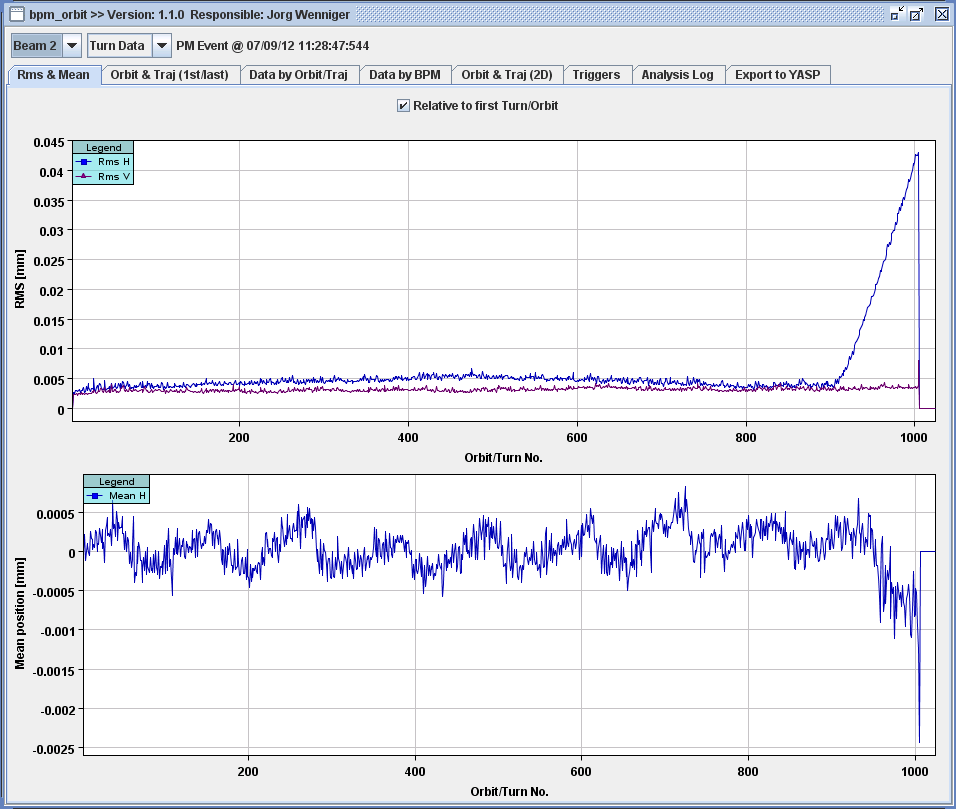 bpm_orbit >> Version: 1.1.0 Responsible: Jorg Wenniger
Beam 2 Turn Data PM Event @ 07/09/12 11:28:47:544
Rms & Mean Orbit & Traj (1st/last) Data by Orbit/Traj Data by BPM Orbit & Traj (2D) Triggers Analysis Log Export to YASP
Relative to first Turn/Orbit
Legend
Rms H
Rms V
0.045
0.04
0.035
0.03
0.025
0.02
0.015
0.01
0.005
0
RMS [mm]
200 400 600 800 1000
Orbit/Turn No.
Legend
Mean H
0.0005
0
-0.0005
-0.001
-0.0015
-0.002
-0.0025
Mean position [mm]
200 400 600 800 1000
Orbit/Turn No.